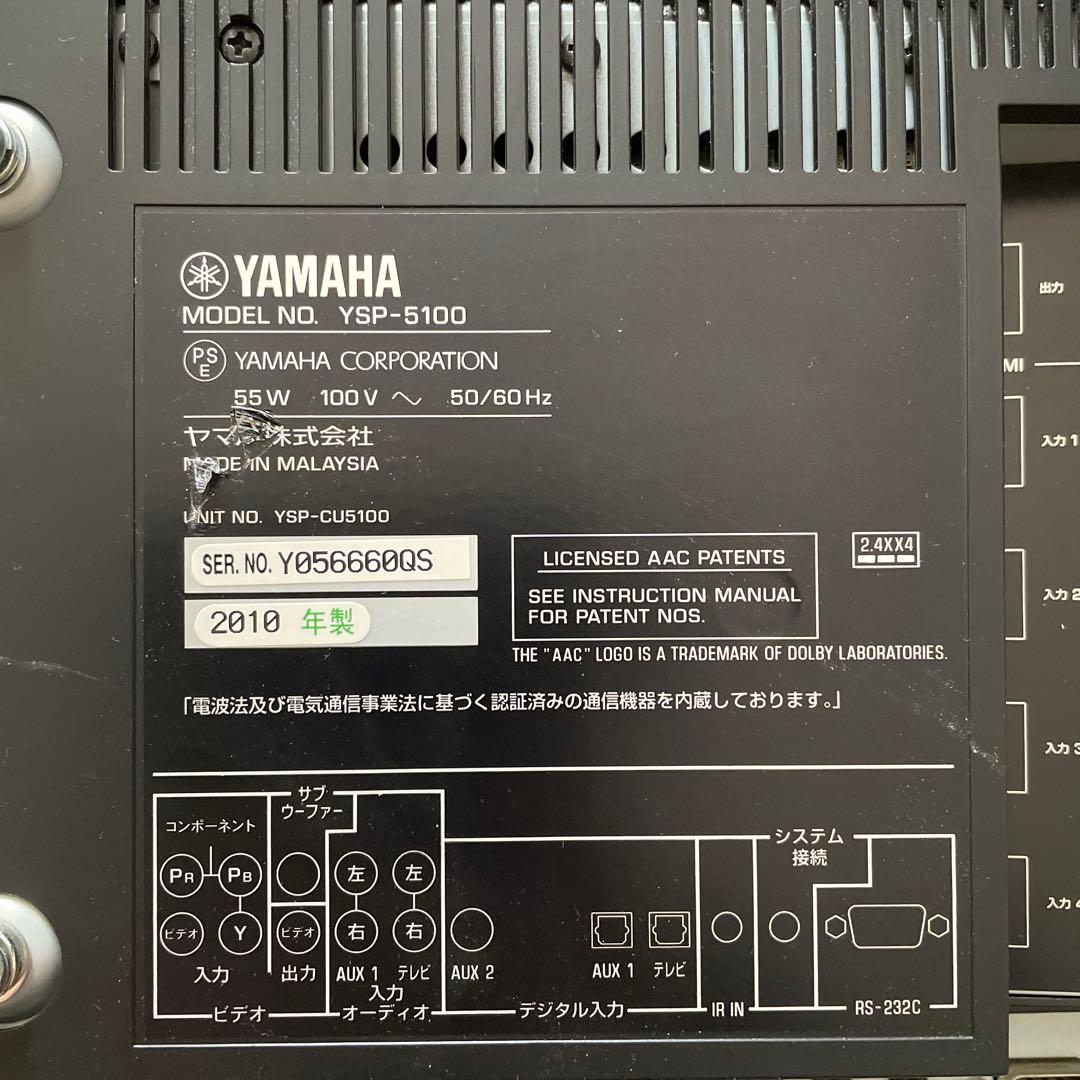 YAMAHA
MODEL NO. YSP-5100
PSE YAMAHA CORPORATION
55W 100V ～ 50/60Hz
株式会社
IN MALAYSIA
UNIT NO. YSP-CU5100
SER. NO. Y056660QS
2010 年製
LICENSED AAC PATENTS
SEE INSTRUCTION MANUAL
FOR PATENT NOS.
2.4XX4
THE "AAC" LOGO IS A TRADEMARK OF DOLBY LABORATORIES.
「電波法及び電気通信事業法に基づく認証済みの通信機器を内蔵しております。」
サブ
ウーファー
コンポーネント
システム
接続
PR PB 左 左
ビデオ Y ビデオ 右 右
入力 出力 AUX 1 テレビ AUX 2 AUX 1 テレビ
入力
ビデオ オーディオ デジタル入力 IR IN RS-232C
出力
MI
入力 1
入力 2
入力 3
入力 4